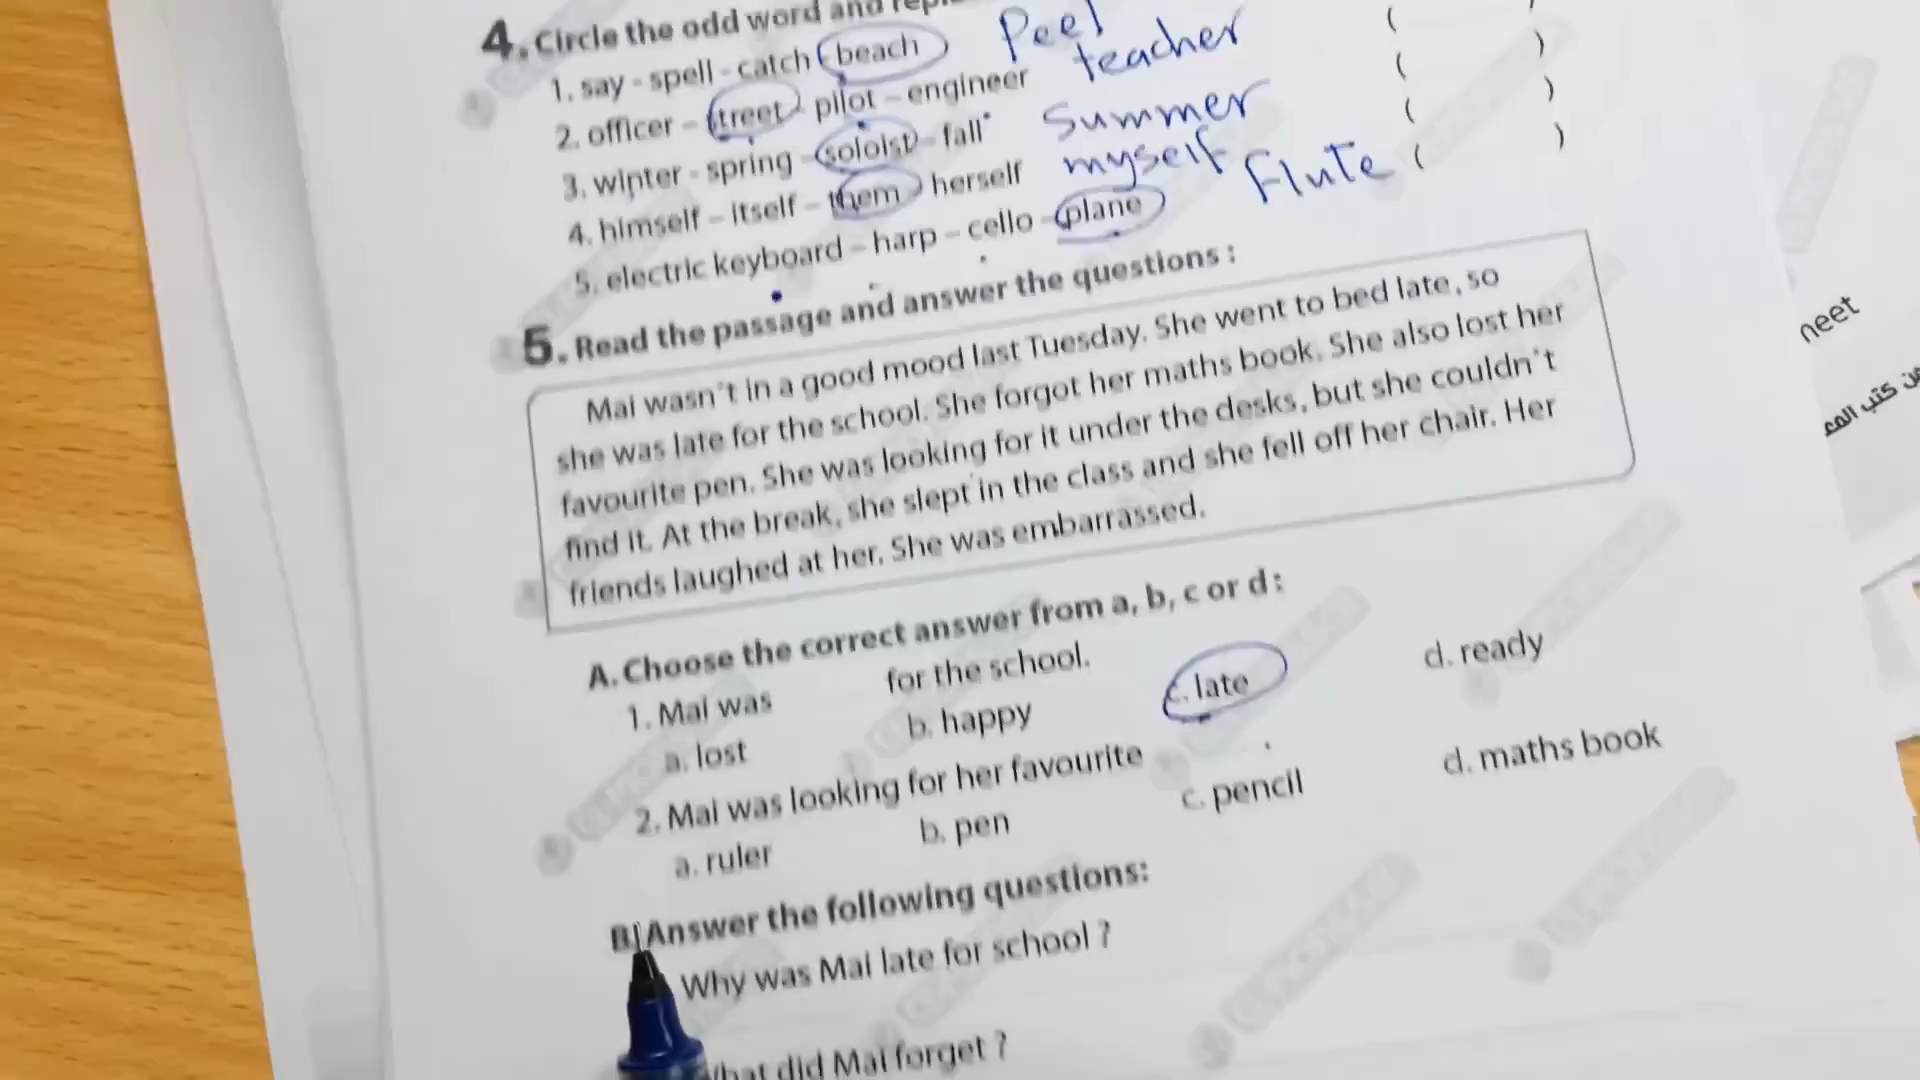 4. Circle the odd word and
1. say - spell - catch - beach Peel
2. officer - street - pilot - engineer teacher
3. winter - spring - soloist - fall summer
4. himself - itself - them - herself myself
5. electric keyboard - harp - cello - plane Flute
( )
( )
( )
( )
5. Read the passage and answer the questions :
Mai wasn't in a good mood last Tuesday. She went to bed late, so
she was late for the school. She forgot her maths book. She also lost her
favourite pen. She was looking for it under the desks, but she couldn't
find it. At the break, she slept in the class and she fell off her chair. Her
friends laughed at her. She was embarrassed.
A. Choose the correct answer from a, b, c or d :
1. Mai was for the school.
a. lost b. happy c. late d. ready
2. Mai was looking for her favourite
a. ruler b. pen c. pencil d. maths book
B) Answer the following questions:
Why was Mai late for school ?
What did Mai forget ?
neet
كتب